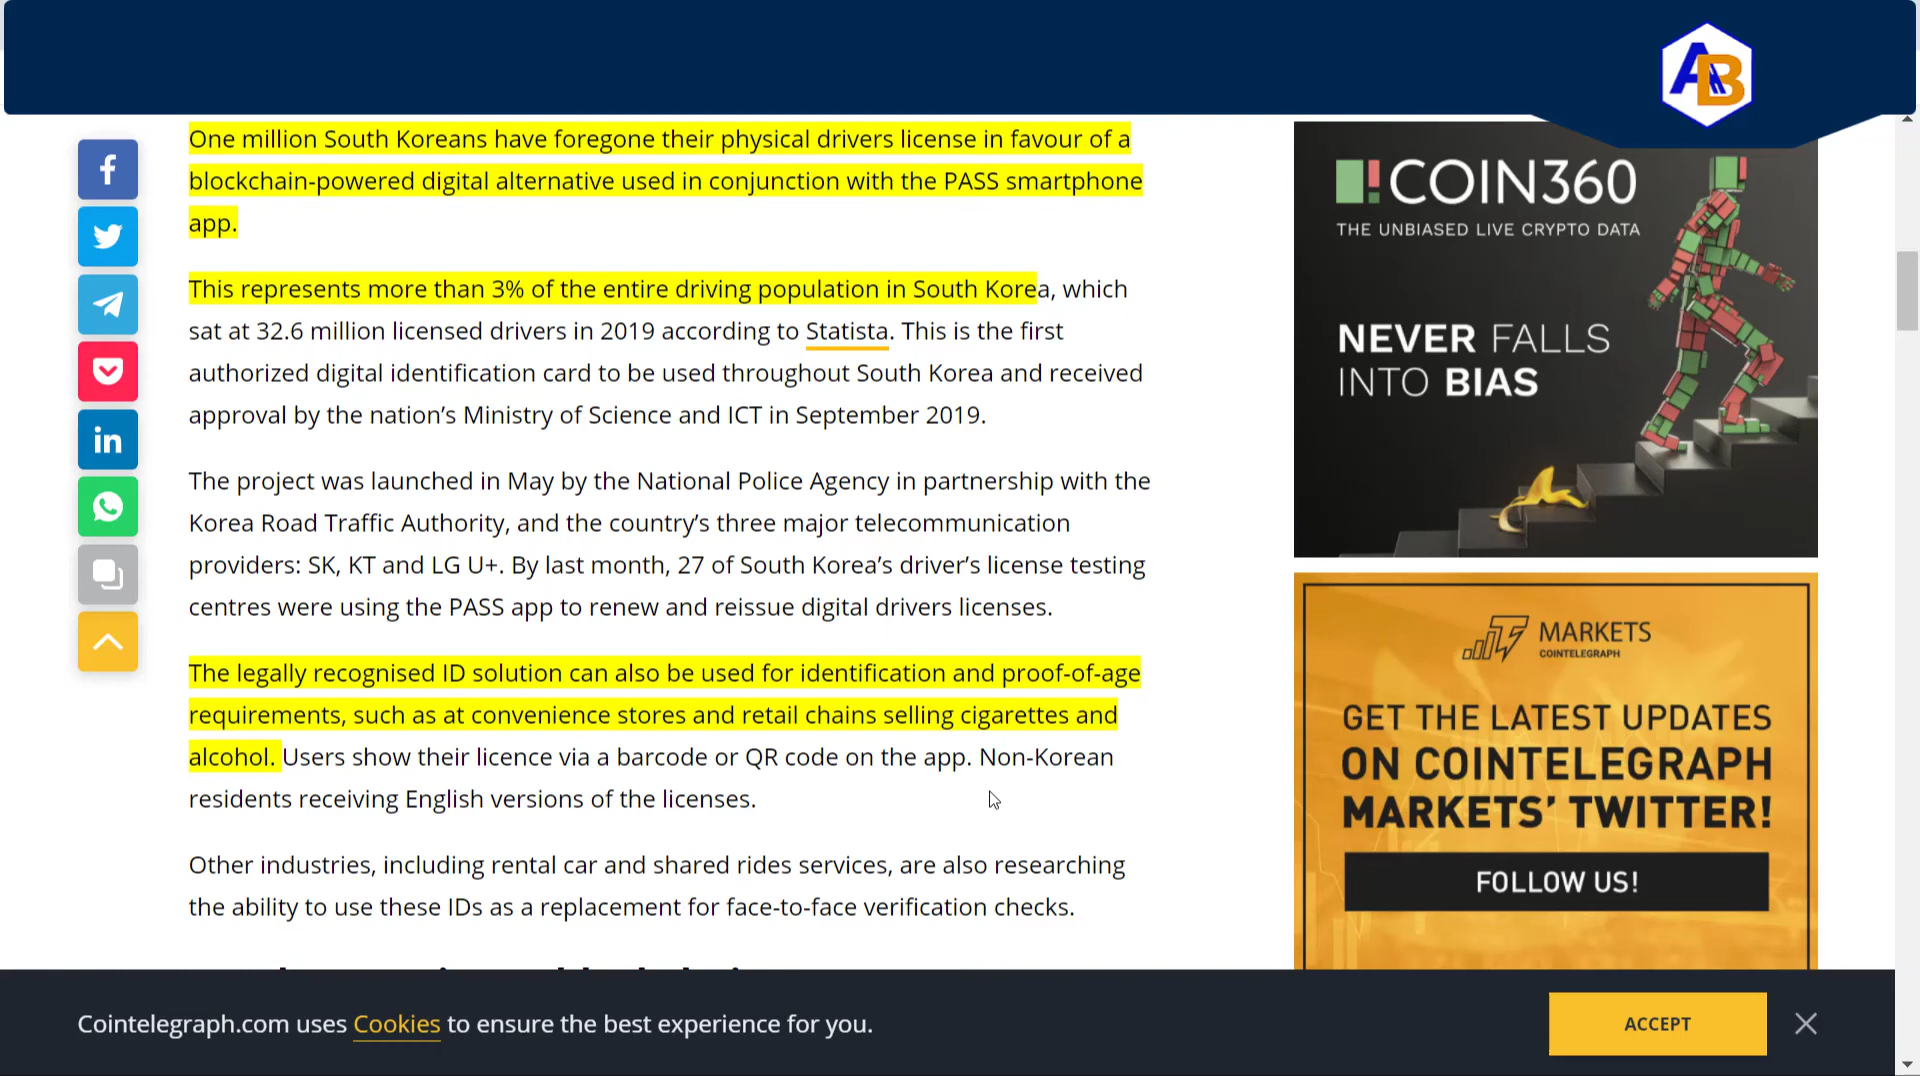 AB
One million South Koreans have foregone their physical drivers license in favour of a
blockchain-powered digital alternative used in conjunction with the PASS smartphone
app.
This represents more than 3% of the entire driving population in South Korea, which
sat at 32.6 million licensed drivers in 2019 according to Statista. This is the first
authorized digital identification card to be used throughout South Korea and received
approval by the nation’s Ministry of Science and ICT in September 2019.
The project was launched in May by the National Police Agency in partnership with the
Korea Road Traffic Authority, and the country’s three major telecommunication
providers: SK, KT and LG U+. By last month, 27 of South Korea’s driver’s license testing
centres were using the PASS app to renew and reissue digital drivers licenses.
The legally recognised ID solution can also be used for identification and proof-of-age
requirements, such as at convenience stores and retail chains selling cigarettes and
alcohol. Users show their licence via a barcode or QR code on the app. Non-Korean
residents receiving English versions of the licenses.
Other industries, including rental car and shared rides services, are also researching
the ability to use these IDs as a replacement for face-to-face verification checks.
COIN360
THE UNBIASED LIVE CRYPTO DATA
NEVER FALLS
INTO BIAS
MARKETS
COINTELEGRAPH
GET THE LATEST UPDATES
ON COINTELEGRAPH
MARKETS’ TWITTER!
FOLLOW US!
Cointelegraph.com uses Cookies to ensure the best experience for you.
ACCEPT